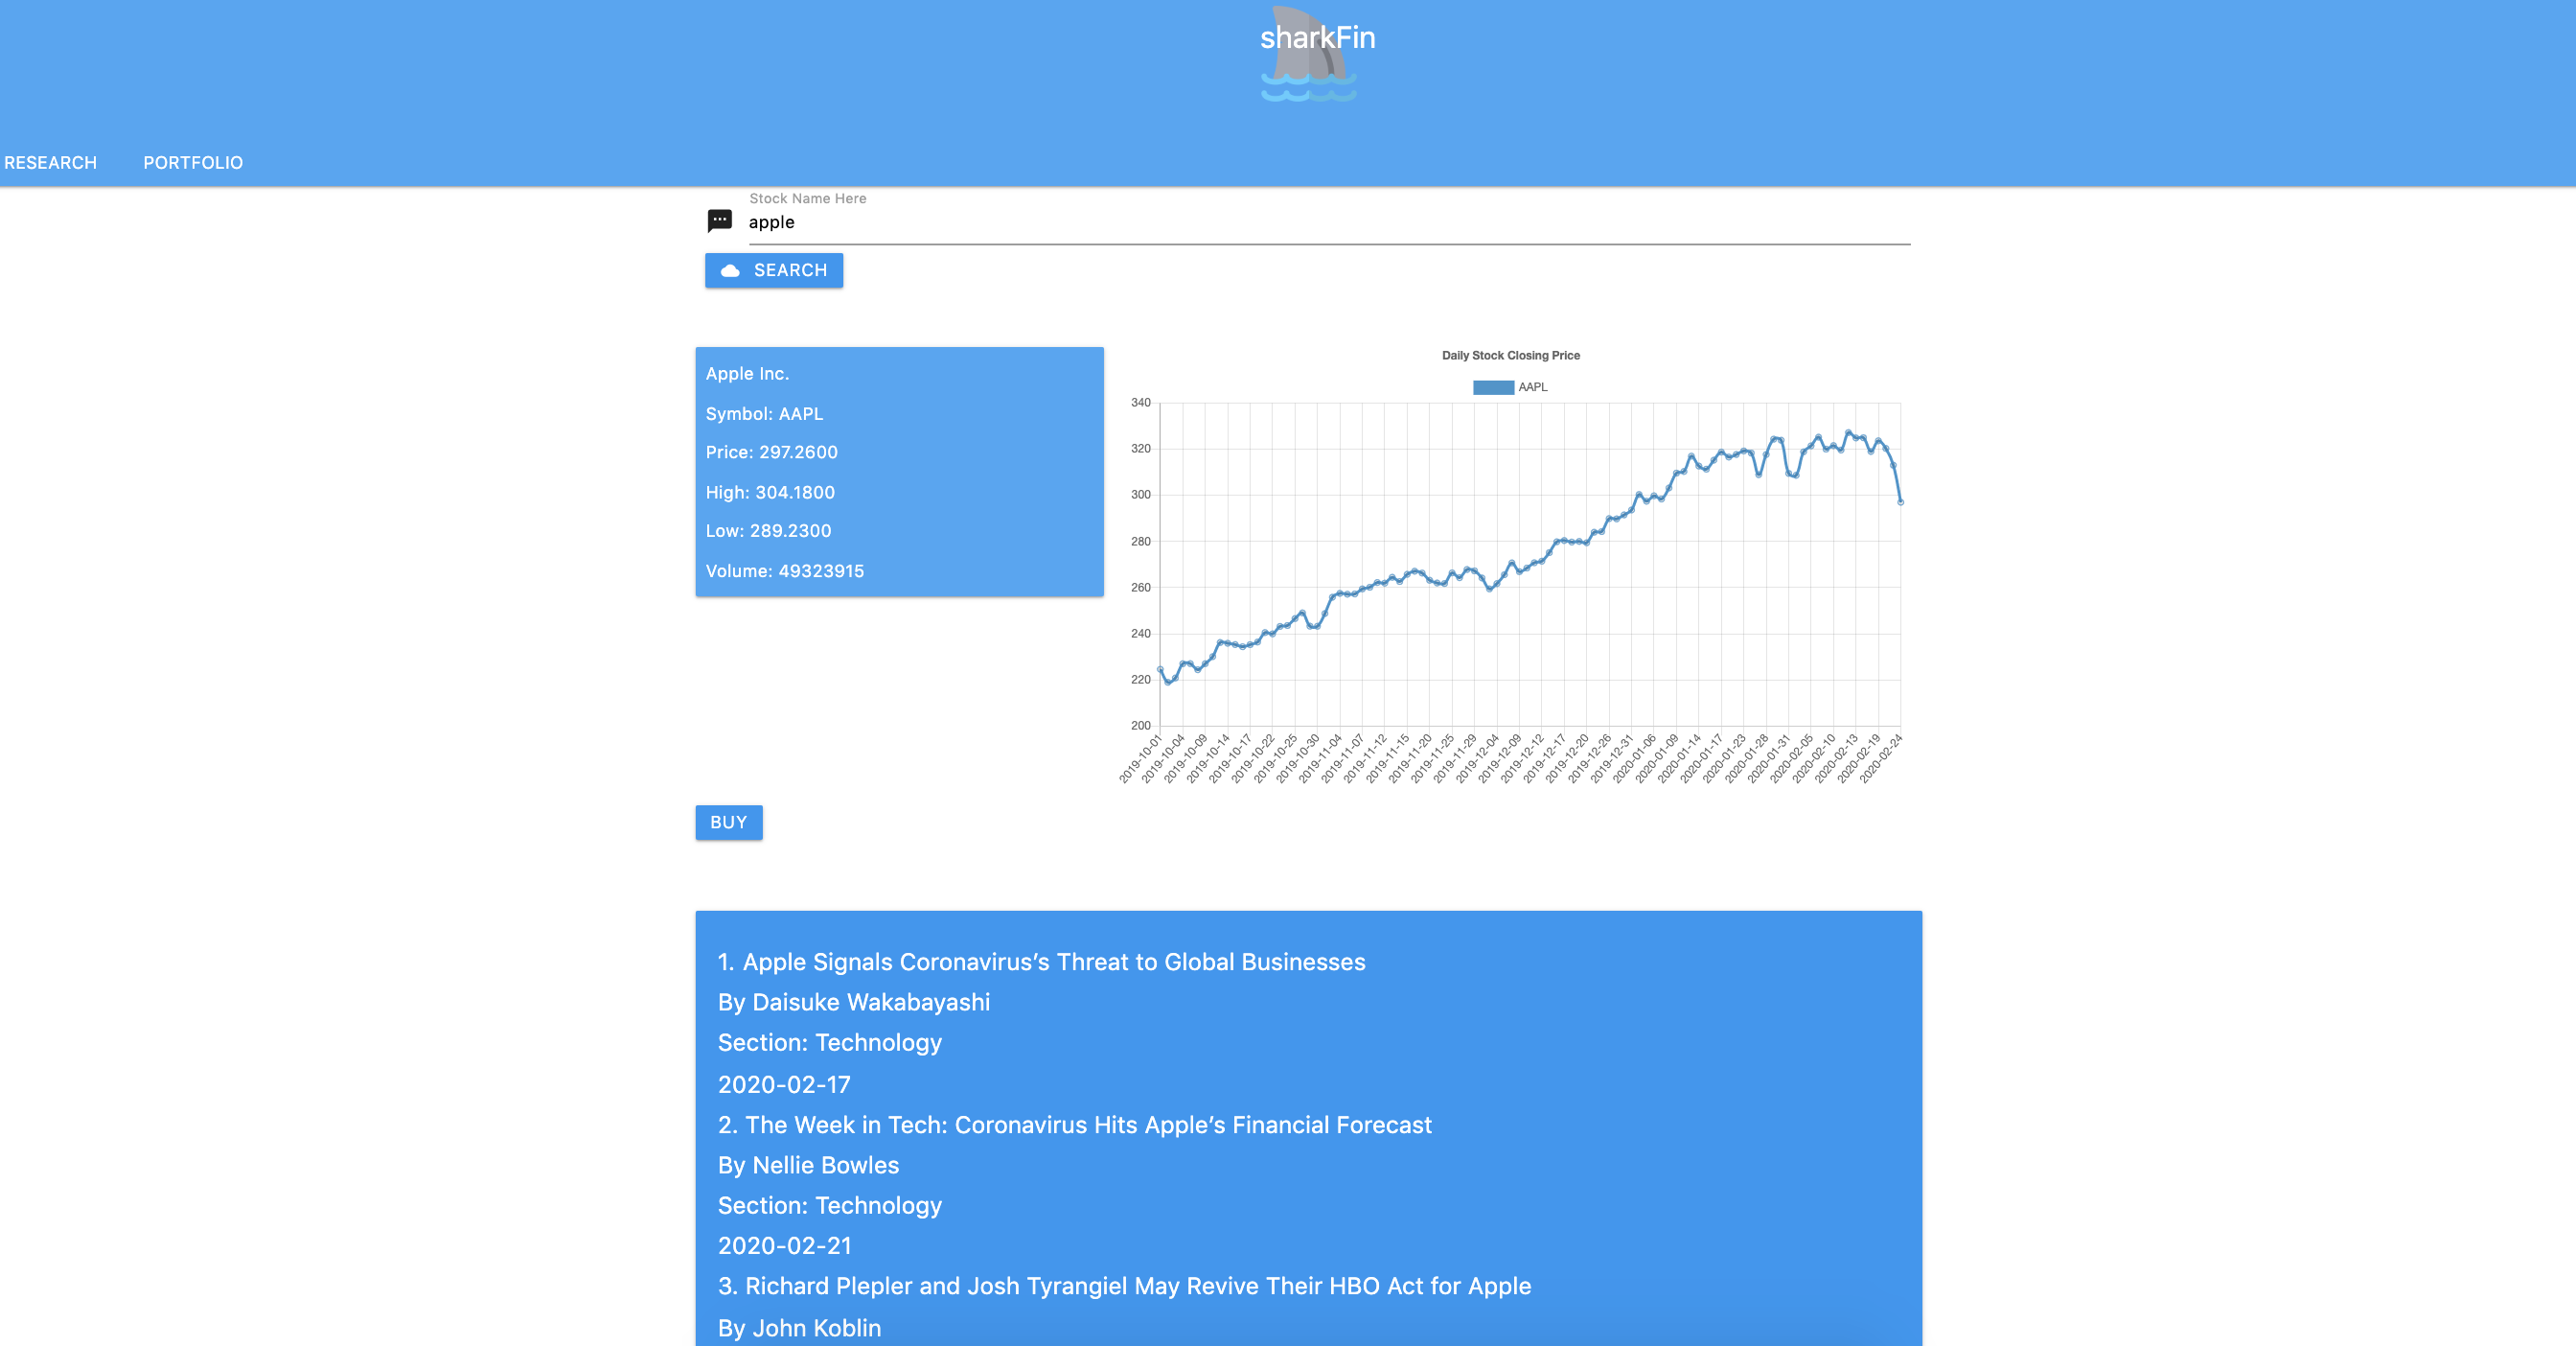 sharkFin
RESEARCH PORTFOLIO
Stock Name Here
apple
SEARCH
Apple Inc.
Symbol: AAPL
Price: 297.2600
High: 304.1800
Low: 289.2300
Volume: 49323915
Daily Stock Closing Price
AAPL
340
320
300
280
260
240
220
200
2019-10-01 2019-10-04 2019-10-09 2019-10-14 2019-10-17 2019-10-22 2019-10-25 2019-10-30 2019-11-04 2019-11-07 2019-11-12 2019-11-15 2019-11-20 2019-11-25 2019-11-29 2019-12-04 2019-12-09 2019-12-12 2019-12-17 2019-12-20 2019-12-26 2019-12-31 2020-01-06 2020-01-09 2020-01-14 2020-01-17 2020-01-23 2020-01-28 2020-01-31 2020-02-05 2020-02-10 2020-02-13 2020-02-19 2020-02-24
BUY
1. Apple Signals Coronavirus’s Threat to Global Businesses
By Daisuke Wakabayashi
Section: Technology
2020-02-17
2. The Week in Tech: Coronavirus Hits Apple’s Financial Forecast
By Nellie Bowles
Section: Technology
2020-02-21
3. Richard Plepler and Josh Tyrangiel May Revive Their HBO Act for Apple
By John Koblin